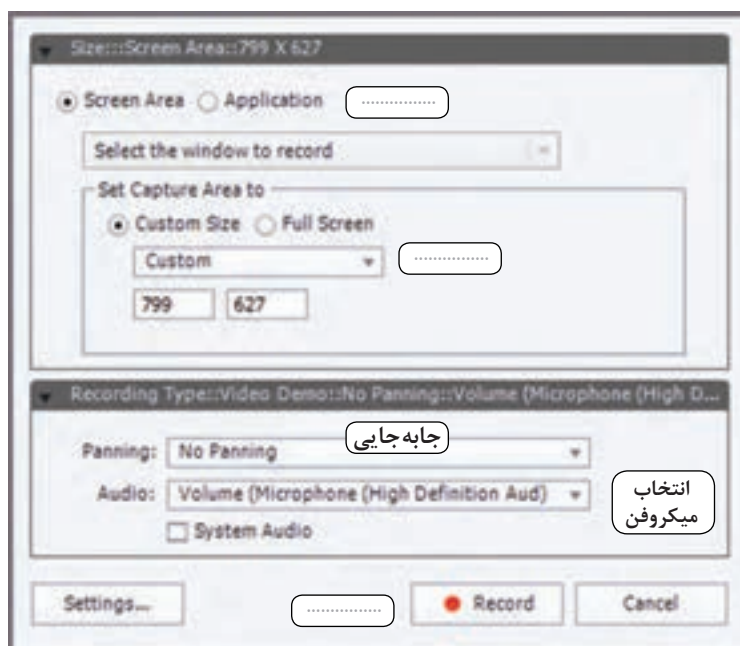 Size:::Screen Area::799 X 627
Screen Area Application ................
Select the window to record
Set Capture Area to
Custom Size Full Screen
Custom ................
799 627
Recording Type::Video Demo::No Panning::Volume (Microphone (High D...
جابه‌جایی
Panning: No Panning
Audio: Volume (Microphone (High Definition Aud)
انتخاب
میکروفن
System Audio
Settings... ................ Record Cancel